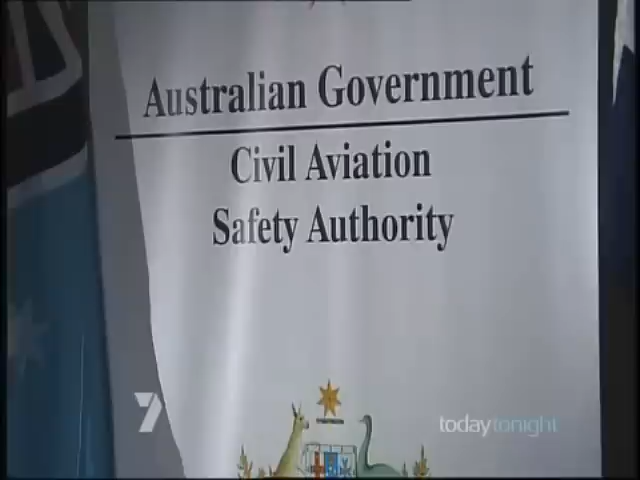 Australian Government
Civil Aviation
Safety Authority
7
todaytonight